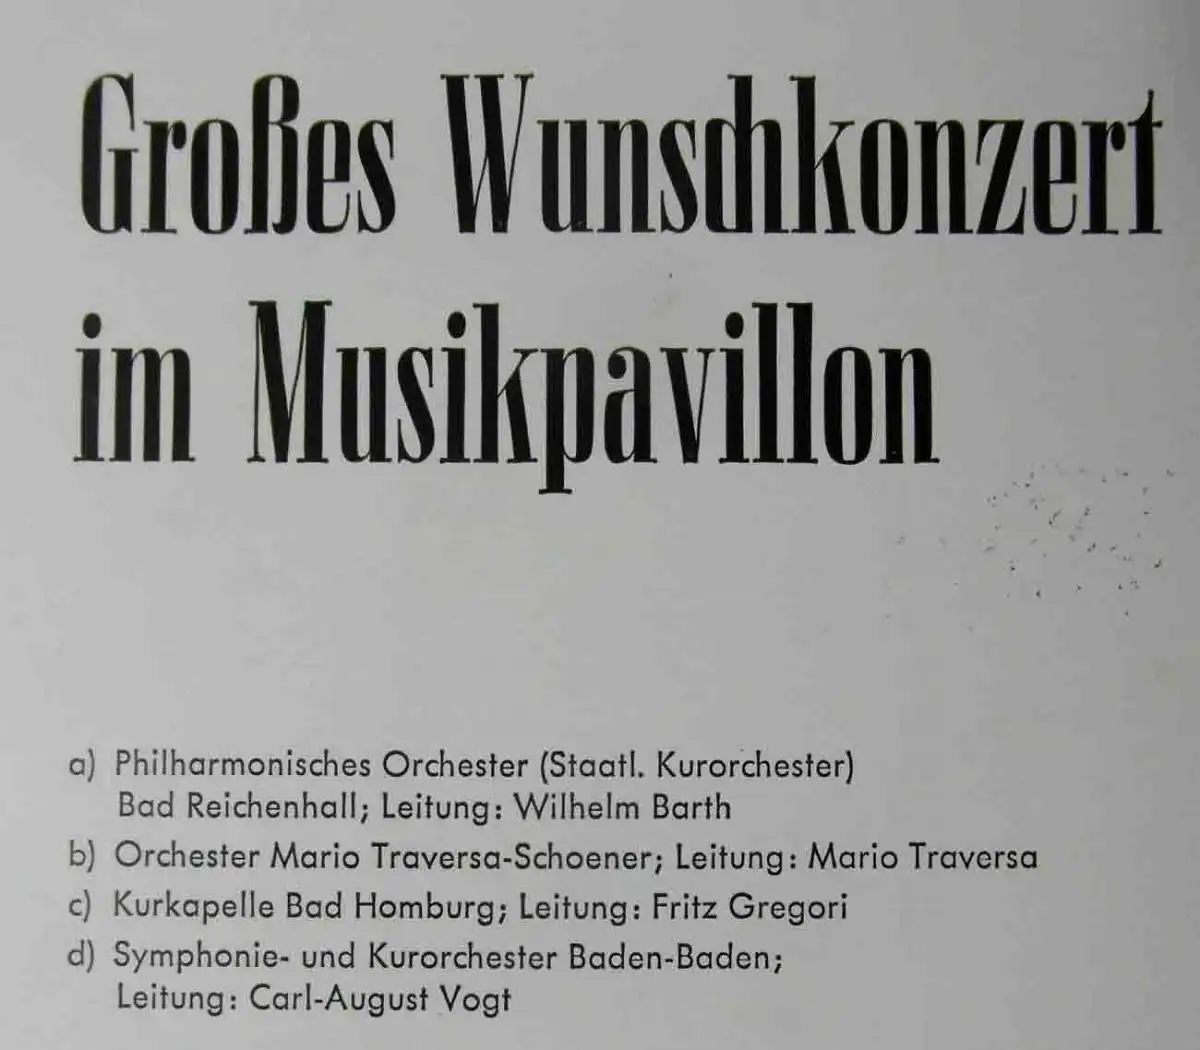 Großes Wunschkonzert
im Musikpavillon
a) Philharmonisches Orchester (Staatl. Kurorchester)
Bad Reichenhall; Leitung: Wilhelm Barth
b) Orchester Mario Traversa-Schoener; Leitung: Mario Traversa
c) Kurkapelle Bad Homburg; Leitung: Fritz Gregori
d) Symphonie- und Kurorchester Baden-Baden;
Leitung: Carl-August Vogt